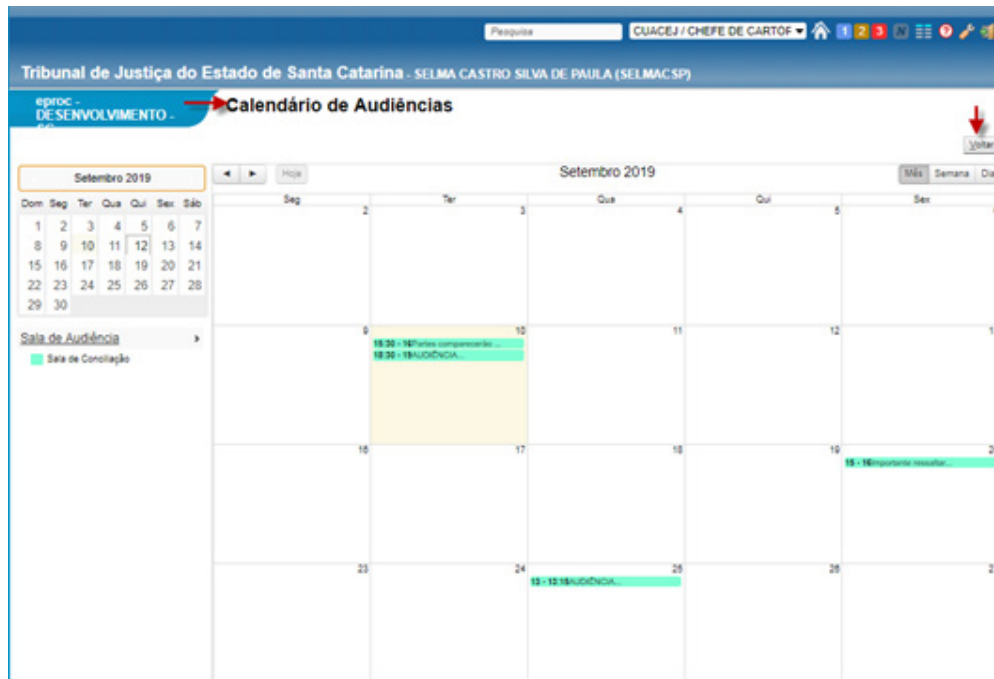 Pesquisa
CUACEJ / CHEFE DE CARTOF
1 2 3 N
Tribunal de Justiça do Estado de Santa Catarina - SELMA CASTRO SILVA DE PAULA (SELMACSP)
eproc -
DESENVOLVIMENTO -
Calendário de Audiências
Voltar
Setembro 2019
Dom Seg Ter Qua Qui Sex Sáb
1 2 3 4 5 6 7
8 9 10 11 12 13 14
15 16 17 18 19 20 21
22 23 24 25 26 27 28
29 30
Sala de Audiência
Sala de Conciliação
Hoje
Setembro 2019
Mês Semana Dia
Seg Ter Qua Qui Sex
2 3 4 5
9 10 11 12
- 16Partes comparecerão ...
18:30 - 19AUDIÊNCIA...
16 17 18 19
15 - 16Importante ressaltar...
23 24 25 26
13 - 13:15AUDIÊNCIA...